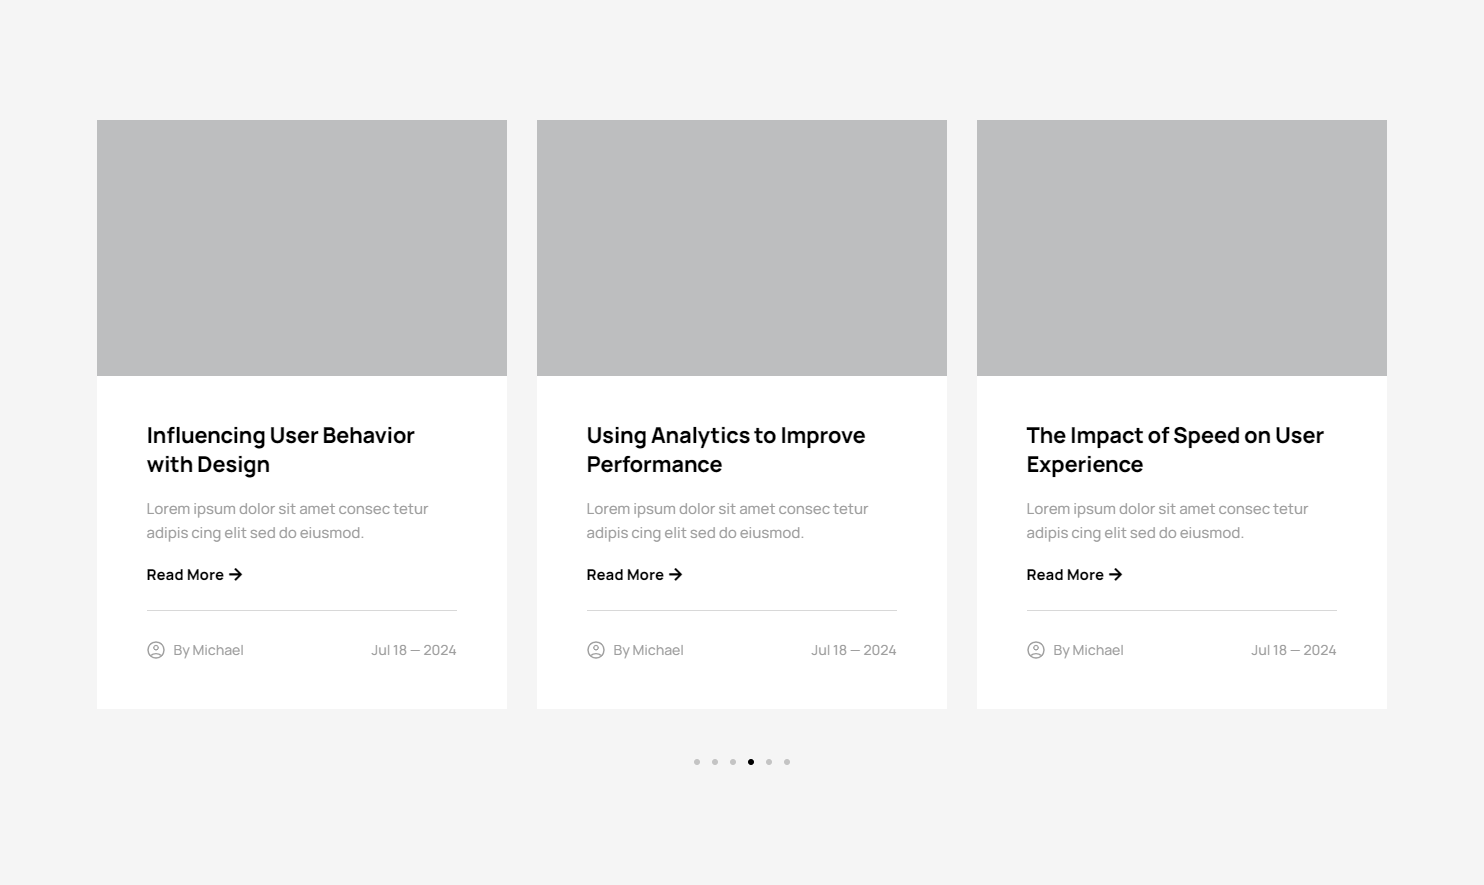 Influencing User Behavior
with Design
Lorem ipsum dolor sit amet consec tetur
adipis cing elit sed do eiusmod.
Read More →
By Michael
Jul 18 — 2024
Using Analytics to Improve
Performance
Lorem ipsum dolor sit amet consec tetur
adipis cing elit sed do eiusmod.
Read More →
By Michael
Jul 18 — 2024
The Impact of Speed on User
Experience
Lorem ipsum dolor sit amet consec tetur
adipis cing elit sed do eiusmod.
Read More →
By Michael
Jul 18 — 2024